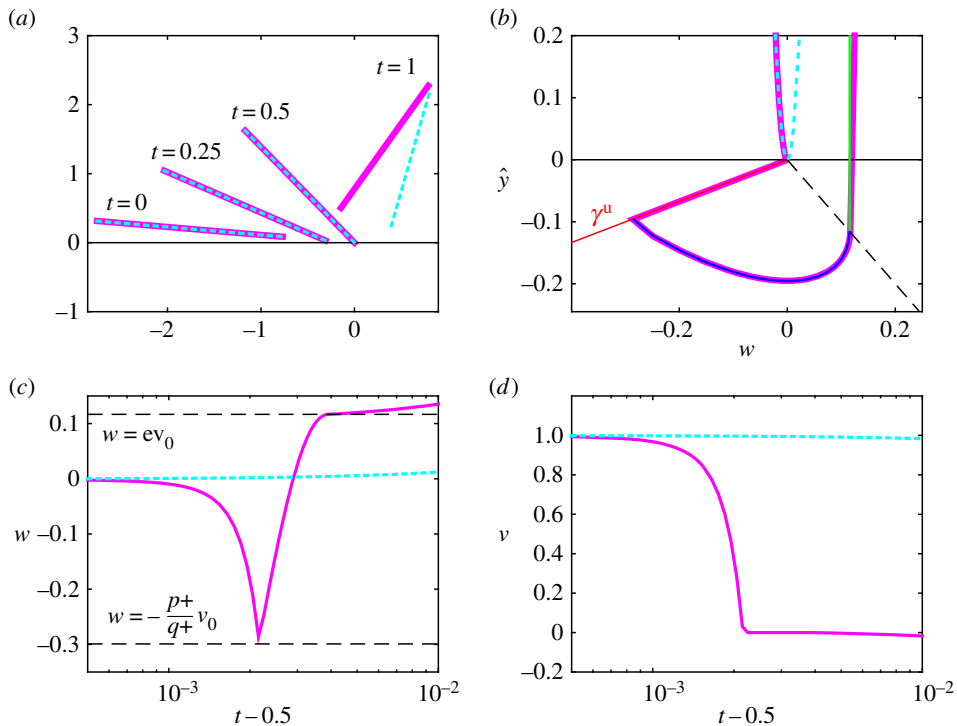 (a)
3
2
1
0
–1
–2
–1
0
t = 0
t = 0.25
t = 0.5
t = 1
(b)
0.2
0.1
0
–0.1
–0.2
ŷ
γᵘ
–0.2
0
0.2
w
(c)
0.1
0
–0.1
–0.2
–0.3
w
w = ev₀
w = – p+/q+ v₀
10⁻³
10⁻²
t – 0.5
(d)
1.0
0.8
0.6
0.4
0.2
0
–0.2
v
10⁻³
10⁻²
t – 0.5